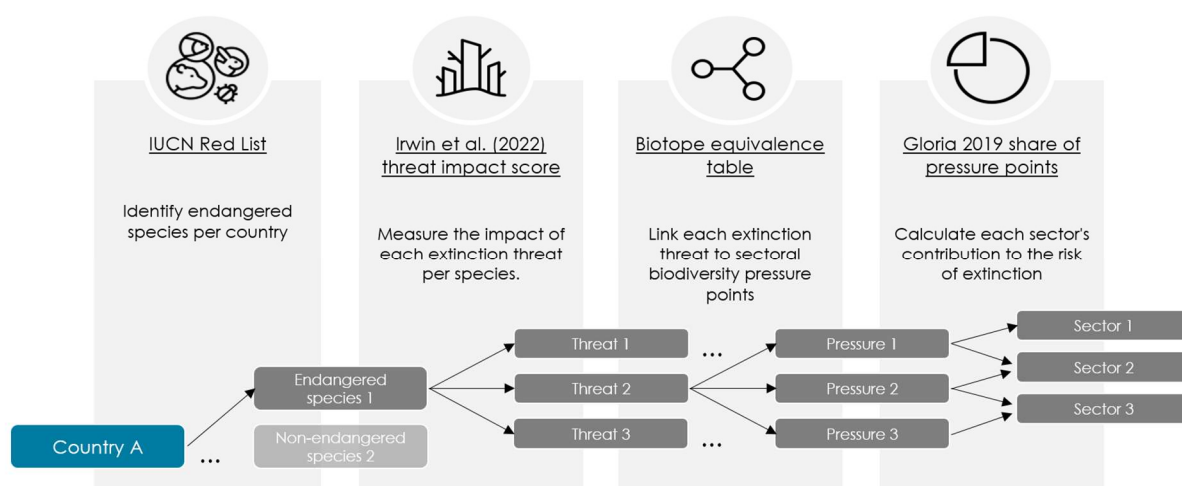 IUCN Red List
Identify endangered
species per country
Irwin et al. (2022)
threat impact score
Measure the impact of
each extinction threat
per species.
Biotope equivalence
table
Link each extinction
threat to sectoral
biodiversity pressure
points
Gloria 2019 share of
pressure points
Calculate each sector's
contribution to the risk
of extinction
Country A
...
Endangered
species 1
Non-endangered
species 2
Threat 1
Threat 2
Threat 3
...
...
Pressure 1
Pressure 2
Pressure 3
Sector 1
Sector 2
Sector 3